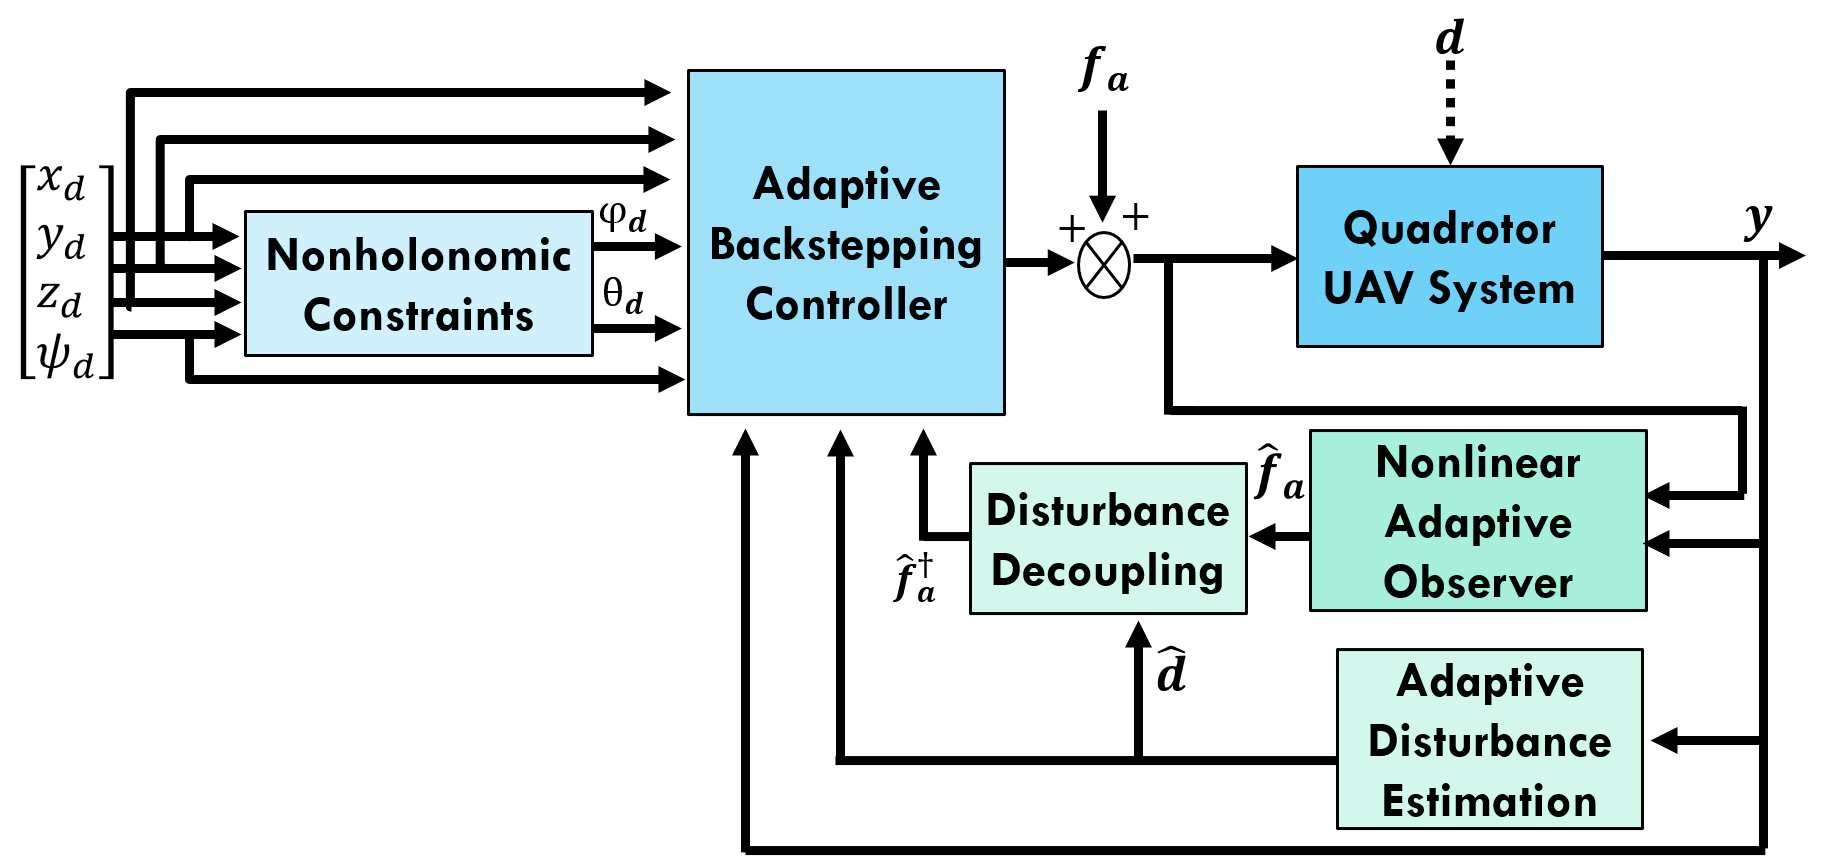 x_d
y_d
z_d
ψ_d
Nonholonomic
Constraints
φ_d
θ_d
Adaptive
Backstepping
Controller
f_a
+
+
d
Quadrotor
UAV System
y
Nonlinear
Adaptive
Observer
f̂_a
Disturbance
Decoupling
f̂_a^†
d̂
Adaptive
Disturbance
Estimation